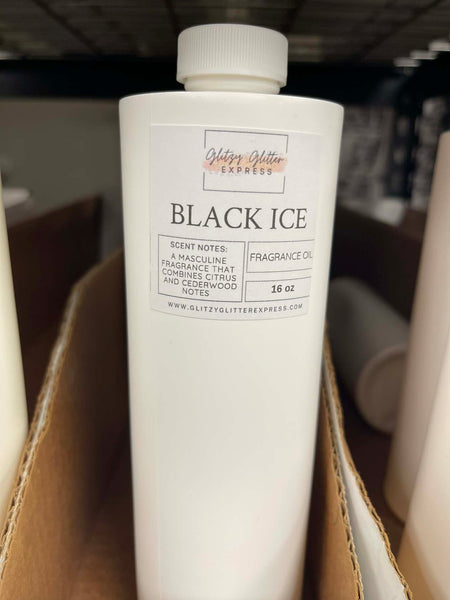 Glitzy Glitter
EXPRESS
BLACK ICE
SCENT NOTES:
A MASCULINE
FRAGRANCE THAT
COMBINES CITRUS
AND CEDERWOOD
NOTES
FRAGRANCE OIL
16 oz
WWW.GLITZYGLITTEREXPRESS.COM